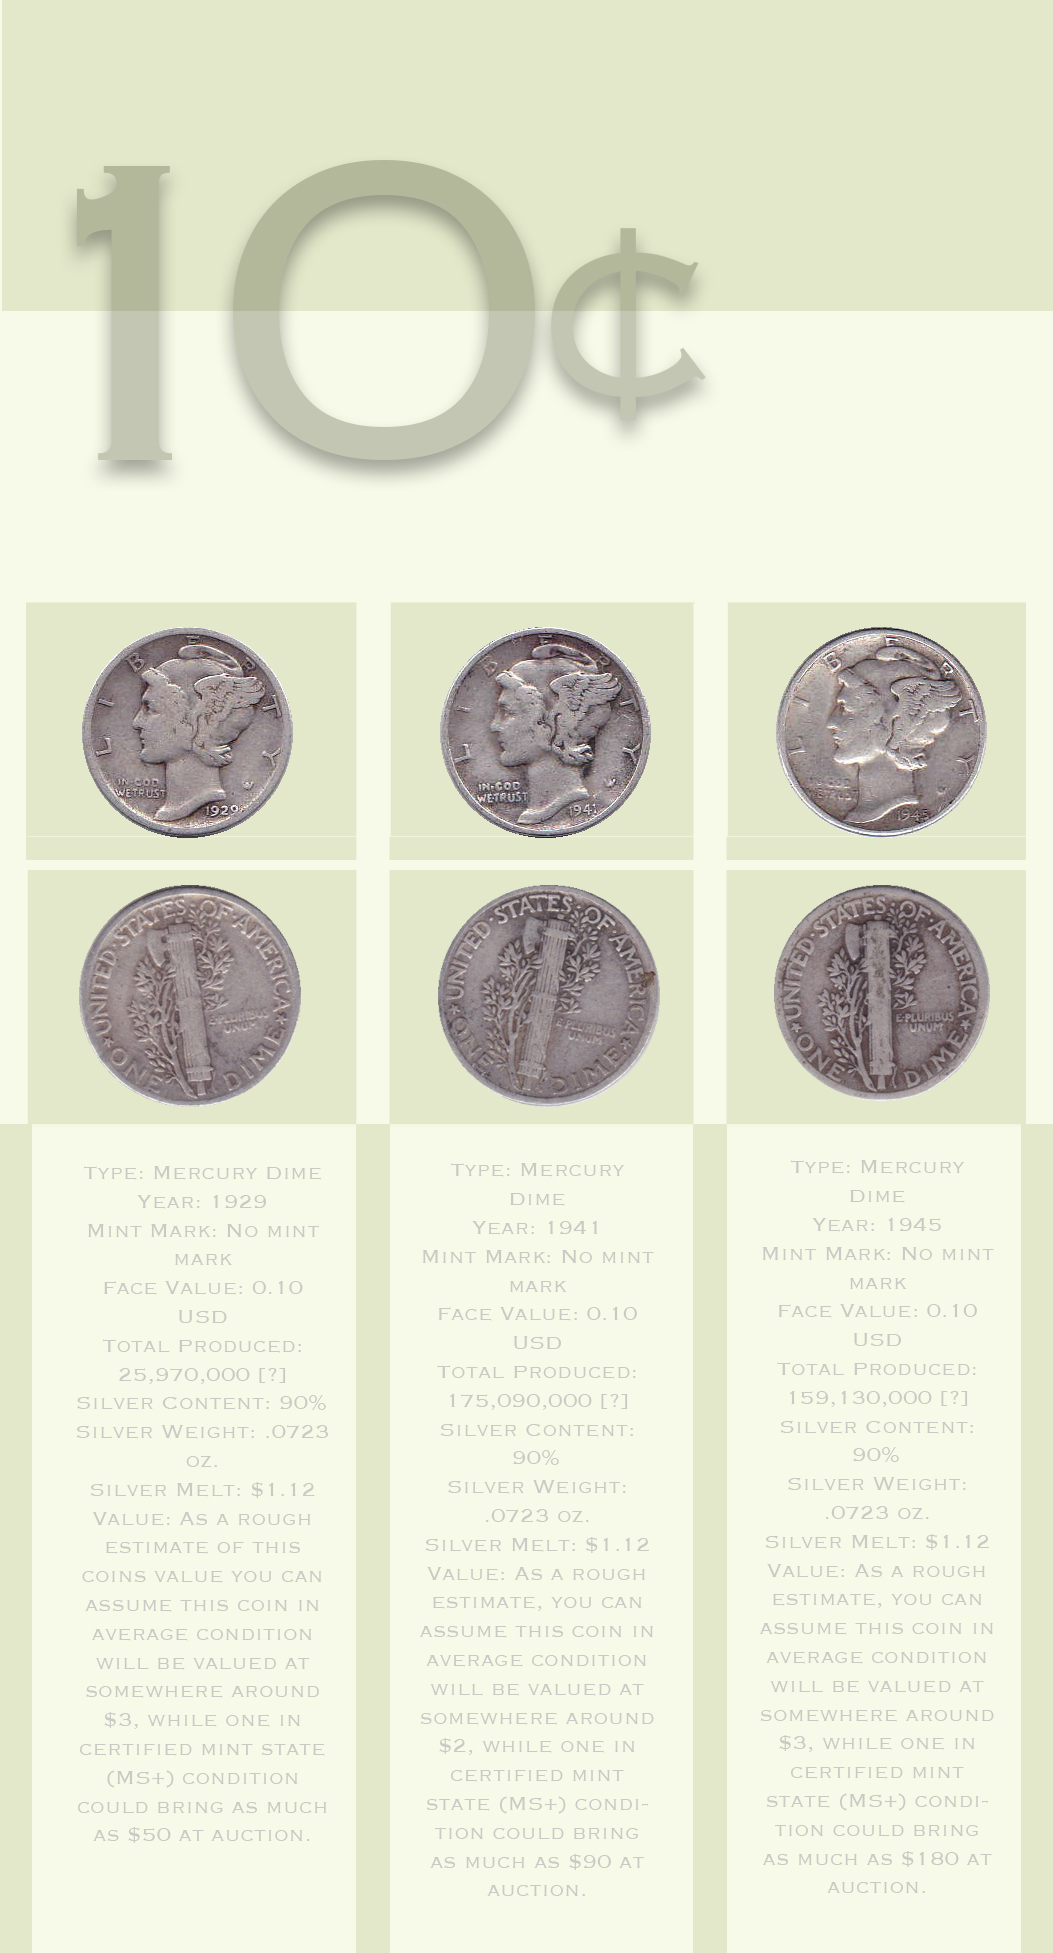 10¢
LIBERTY
IN·GOD
WE TRUST
1929
LIBERTY
IN·GOD
WE TRUST
1941
LIBERTY
IN·GOD
WE TRUST
1945
UNITED·STATES·OF·AMERICA
E·PLURIBUS
UNUM
ONE DIME
UNITED·STATES·OF·AMERICA
E·PLURIBUS
UNUM
ONE DIME
UNITED·STATES·OF·AMERICA
E·PLURIBUS
UNUM
ONE DIME
Type: Mercury Dime
Year: 1929
Mint Mark: No mint
mark
Face Value: 0.10
USD
Total Produced:
25,970,000 [?]
Silver Content: 90%
Silver Weight: .0723
oz.
Silver Melt: $1.12
Value: As a rough
estimate of this
coins value you can
assume this coin in
average condition
will be valued at
somewhere around
$3, while one in
certified mint state
(MS+) condition
could bring as much
as $50 at auction.
Type: Mercury
Dime
Year: 1941
Mint Mark: No mint
mark
Face Value: 0.10
USD
Total Produced:
175,090,000 [?]
Silver Content:
90%
Silver Weight:
.0723 oz.
Silver Melt: $1.12
Value: As a rough
estimate, you can
assume this coin in
average condition
will be valued at
somewhere around
$2, while one in
certified mint
state (MS+) condi-
tion could bring
as much as $90 at
auction.
Type: Mercury
Dime
Year: 1945
Mint Mark: No mint
mark
Face Value: 0.10
USD
Total Produced:
159,130,000 [?]
Silver Content:
90%
Silver Weight:
.0723 oz.
Silver Melt: $1.12
Value: As a rough
estimate, you can
assume this coin in
average condition
will be valued at
somewhere around
$3, while one in
certified mint
state (MS+) condi-
tion could bring
as much as $180 at
auction.